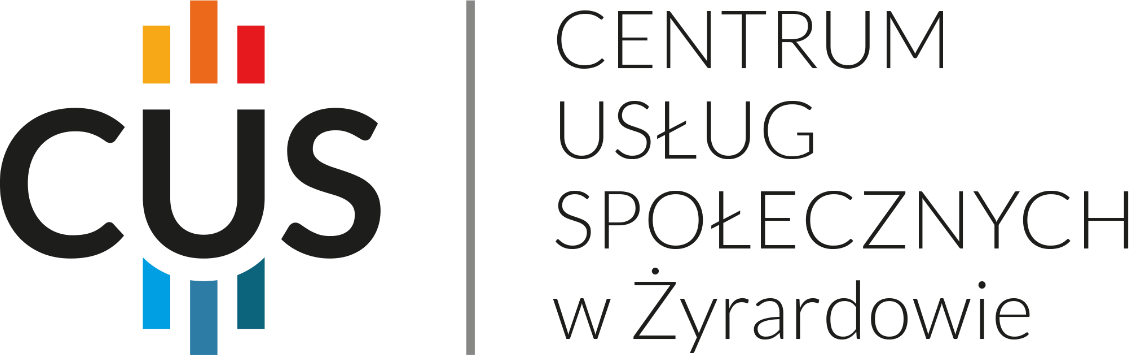 CUS
CENTRUM
USŁUG
SPOŁECZNYCH
w Żyrardowie